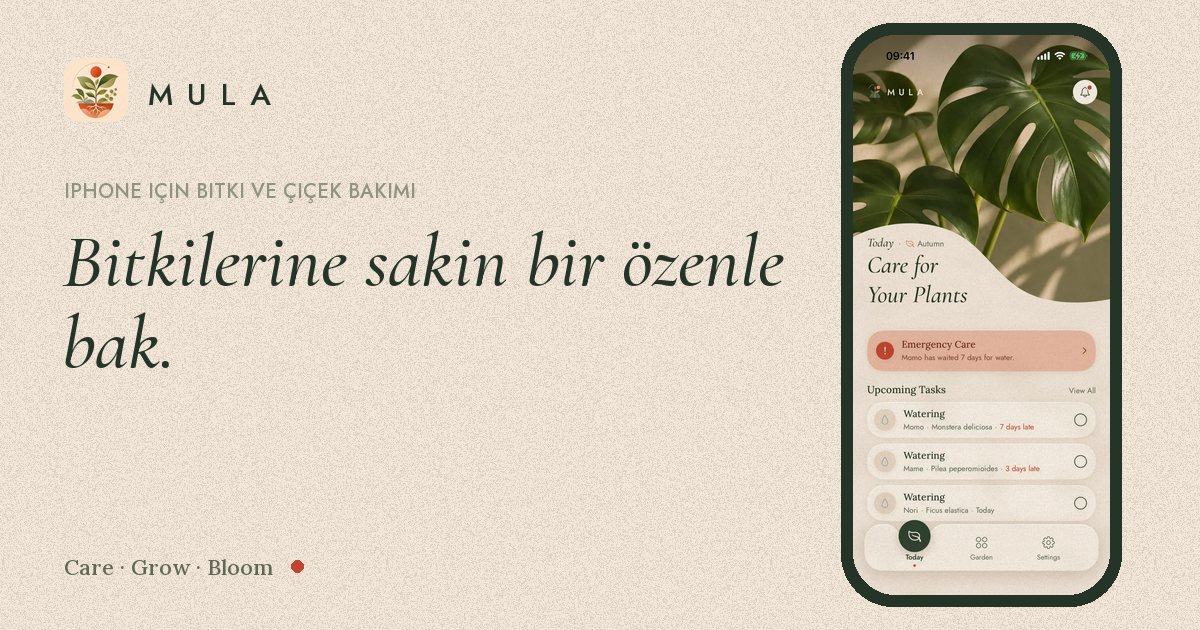 MULA
IPHONE IÇIN BITKI VE ÇIÇEK BAKIMI
Bitkilerine sakin bir özenle
bak.
Care · Grow · Bloom
09:41
MULA
Today · Autumn
Care for
Your Plants
! Emergency Care
Momo has waited 7 days for water.
Upcoming Tasks View All
Watering
Momo · Monstera deliciosa · 7 days late
Watering
Mame · Pilea peperomioides · 3 days late
Watering
Nori · Ficus elastica · Today
Today Garden Settings